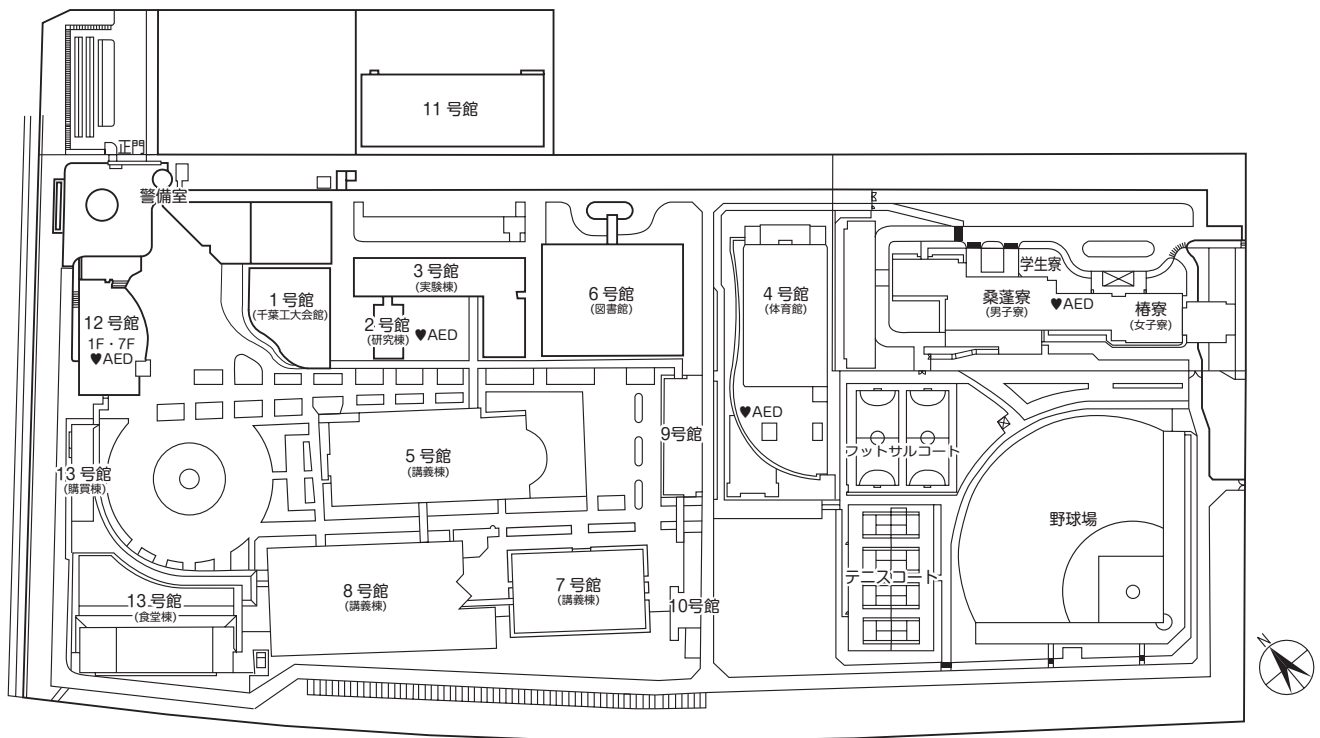 11 号館
正門
警備室
1 号館
(千葉工大会館)
3 号館
(実験棟)
2 号館
(研究棟)
♥AED
6 号館
(図書館)
4 号館
(体育館)
♥AED
学生寮
桑蓬寮
(男子寮)
♥AED
椿寮
(女子寮)
12 号館
1F・7F
♥AED
13 号館
(購買棟)
5 号館
(講義棟)
9号館
フットサルコート
野球場
テニスコート
13 号館
(食堂棟)
8 号館
(講義棟)
7 号館
(講義棟)
10号館
N